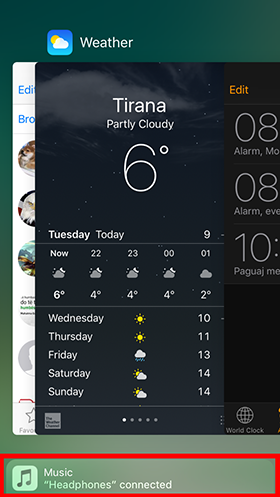 Weather
Edit
Bro
Favo
Tirana
Partly Cloudy
6°
Tuesday Today 9
Now 22 23 00 01
6° 4° 4° 4° 2°
Wednesday 10
Thursday 11
Friday 13
Saturday 14
Sunday 14
Edit
08
Alarm, Mo
08
Alarm, eve
10
Paguaj me
World Clock
Music
“Headphones” connected